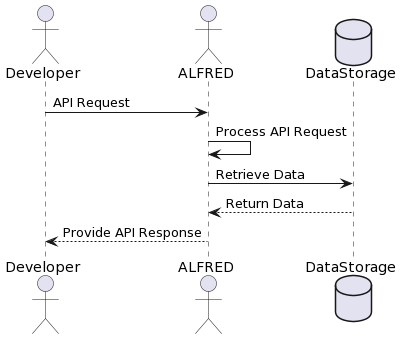 Developer
ALFRED
DataStorage
API Request
Process API Request
Retrieve Data
Return Data
Provide API Response
Developer
ALFRED
DataStorage